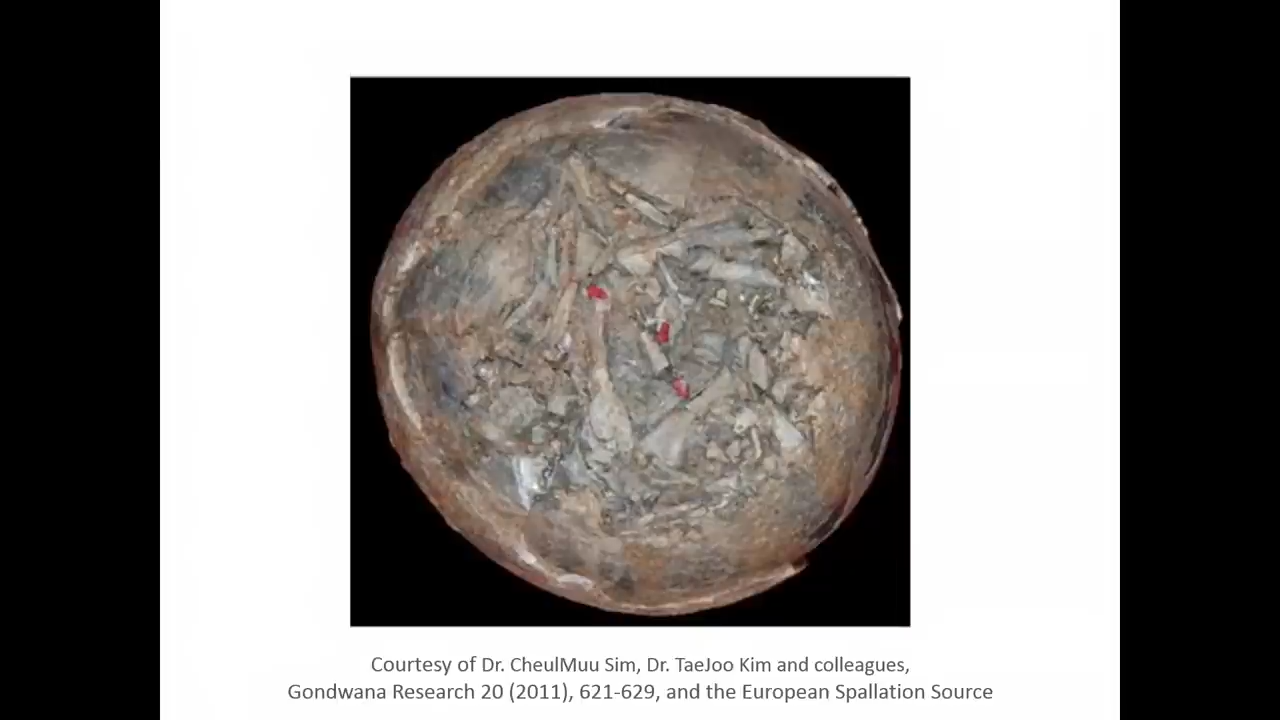 Courtesy of Dr. CheulMuu Sim, Dr. TaeJoo Kim and colleagues,
Gondwana Research 20 (2011), 621-629, and the European Spallation Source